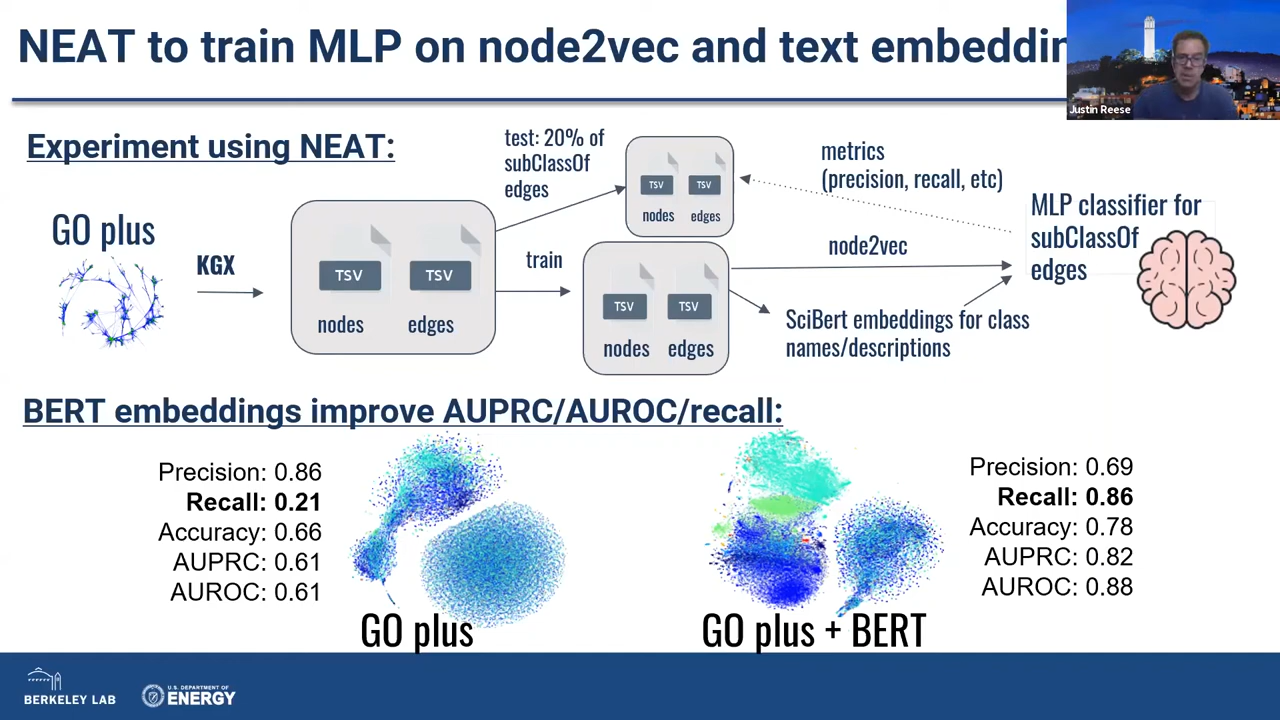 NEAT to train MLP on node2vec and text
Justin Reese
Experiment using NEAT:
GO plus
KGX
TSV TSV
nodes edges
test: 20% of
subClassOf
edges
TSV TSV
nodes edges
train
TSV TSV
nodes edges
metrics
(precision, recall, etc)
node2vec
SciBert embeddings for class
names/descriptions
MLP classifier for
subClassOf
edges
BERT embeddings improve AUPRC/AUROC/recall:
Precision: 0.86
Recall: 0.21
Accuracy: 0.66
AUPRC: 0.61
AUROC: 0.61
GO plus
GO plus + BERT
Precision: 0.69
Recall: 0.86
Accuracy: 0.78
AUPRC: 0.82
AUROC: 0.88
BERKELEY LAB
U.S. DEPARTMENT OF
ENERGY